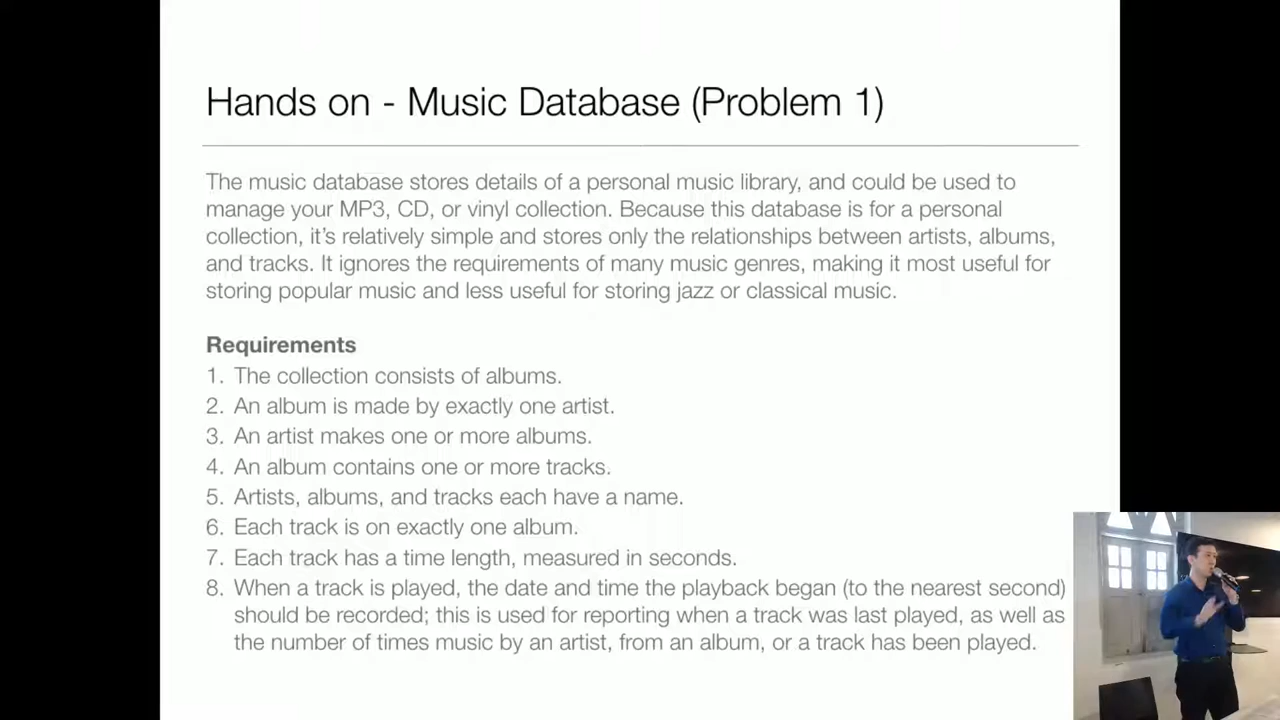 Hands on - Music Database (Problem 1)
The music database stores details of a personal music library, and could be used to
manage your MP3, CD, or vinyl collection. Because this database is for a personal
collection, it's relatively simple and stores only the relationships between artists, albums,
and tracks. It ignores the requirements of many music genres, making it most useful for
storing popular music and less useful for storing jazz or classical music.
Requirements
1. The collection consists of albums.
2. An album is made by exactly one artist.
3. An artist makes one or more albums.
4. An album contains one or more tracks.
5. Artists, albums, and tracks each have a name.
6. Each track is on exactly one album.
7. Each track has a time length, measured in seconds.
8. When a track is played, the date and time the playback began (to the nearest second)
should be recorded; this is used for reporting when a track was last played, as well as
the number of times music by an artist, from an album, or a track has been played.